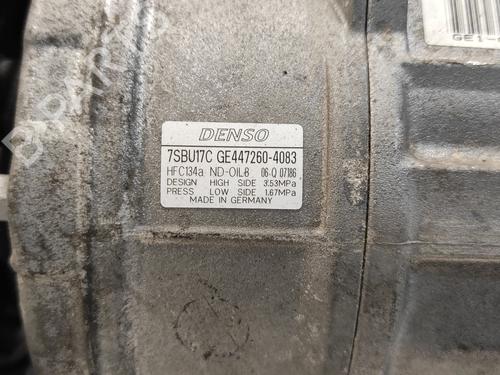 DENSO
7SBU17C GE447260-4083
HFC134a ND-OIL8 06-Q 07186
DESIGN HIGH SIDE 3.53MPa
PRESS LOW SIDE 1.67MPa
MADE IN GERMANY